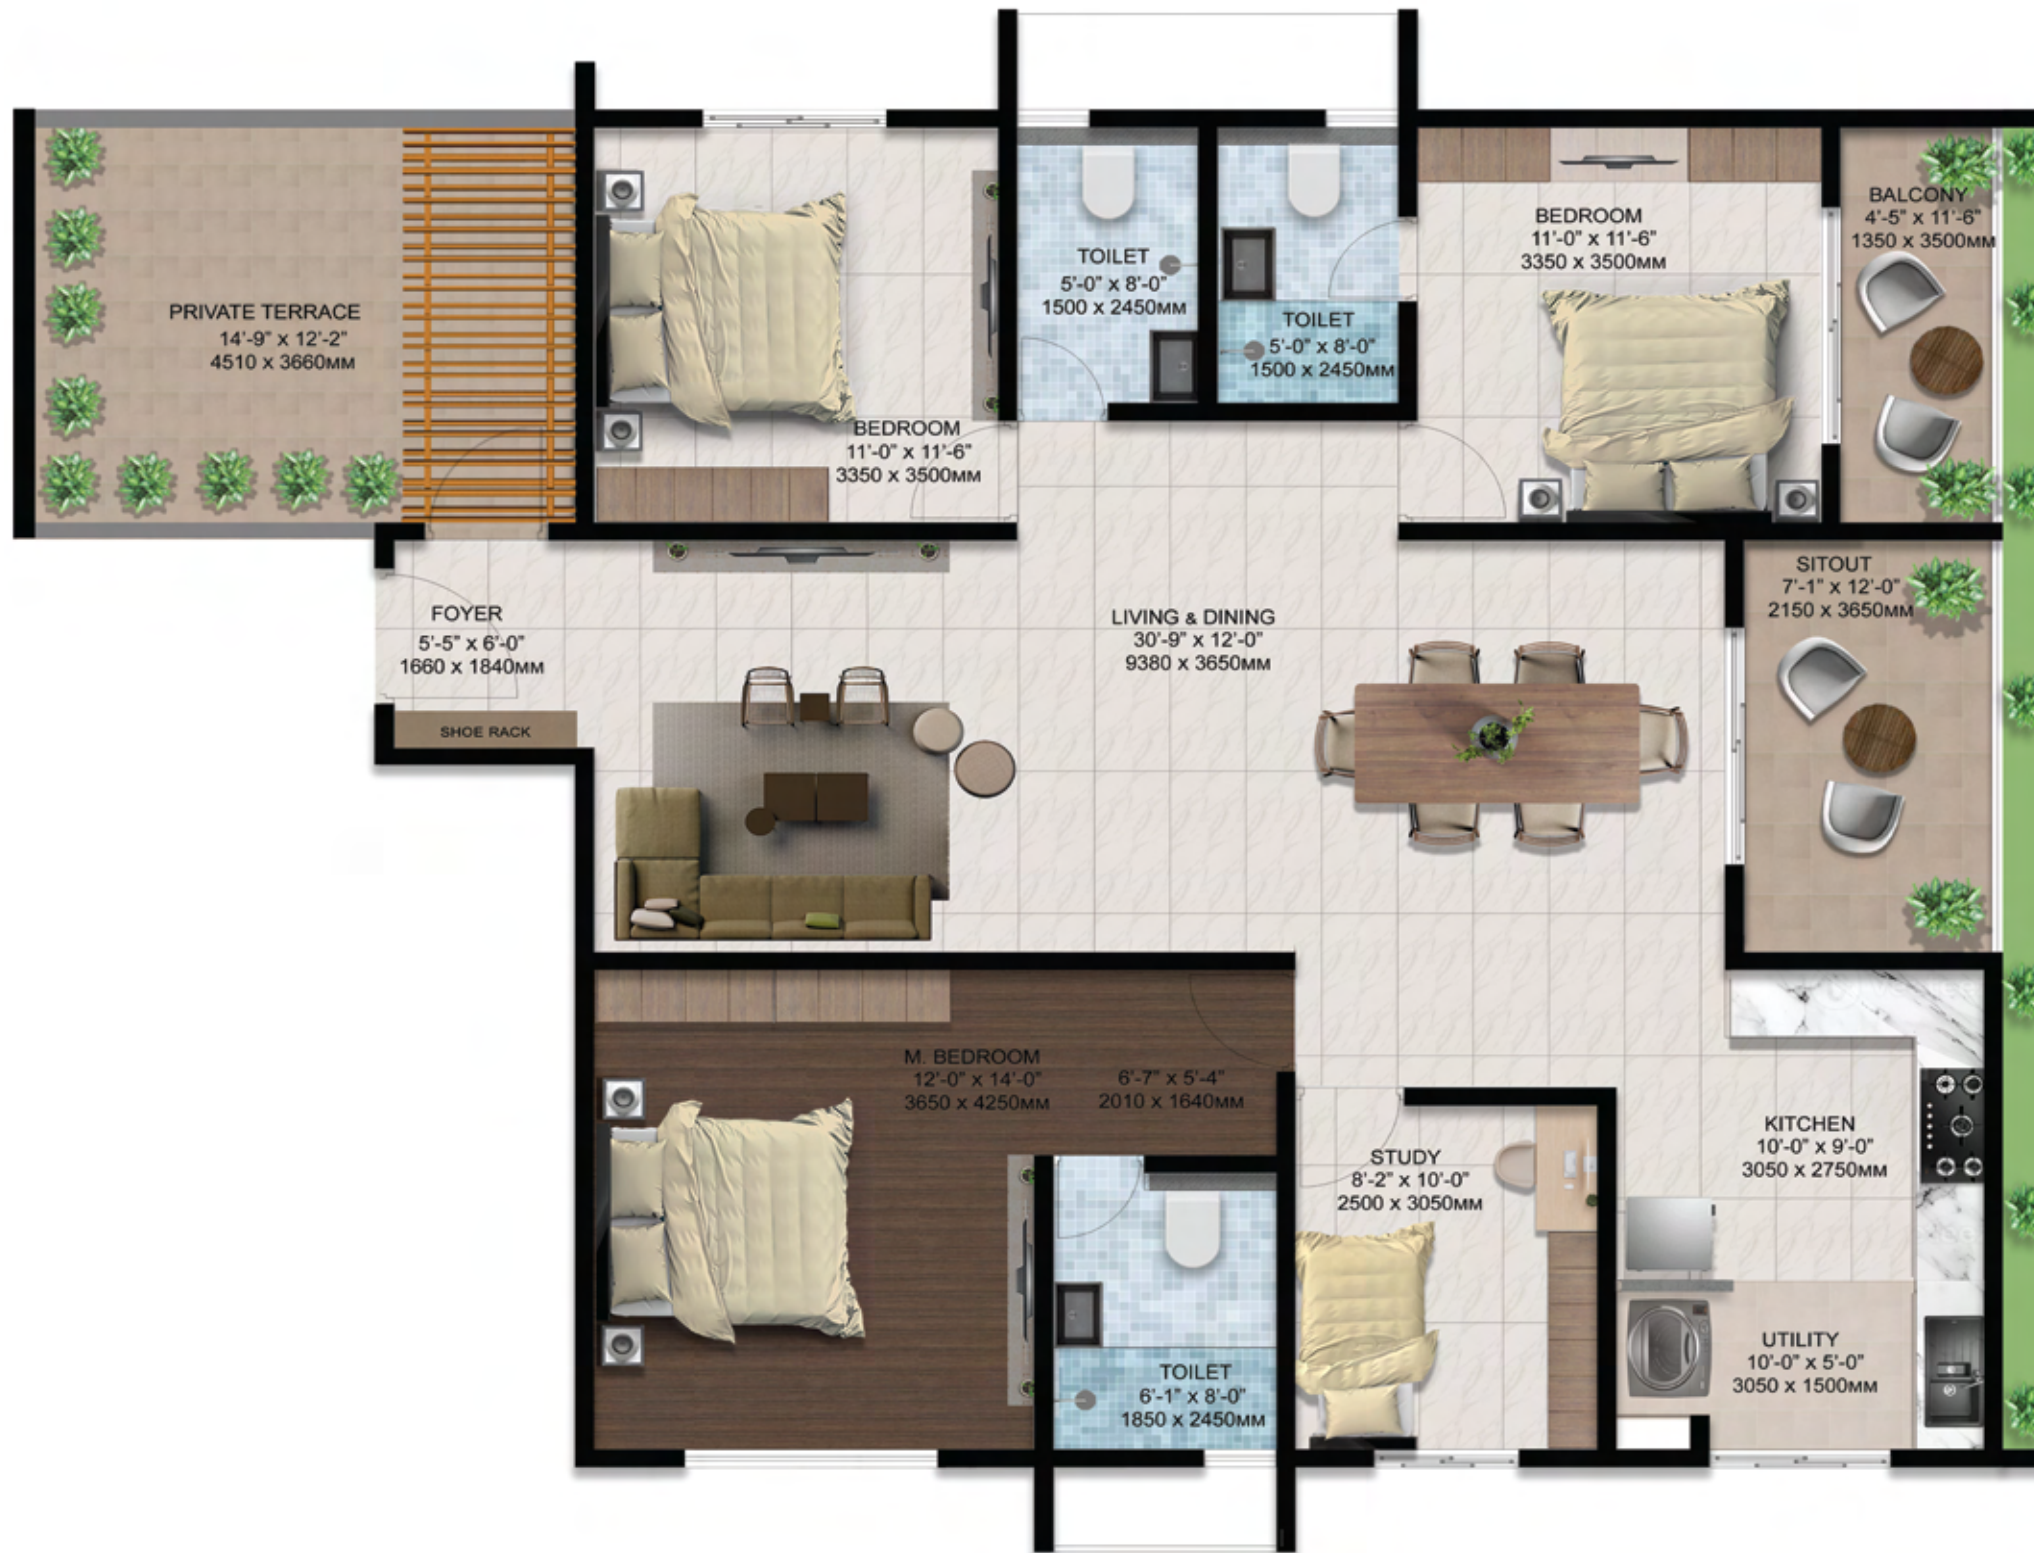 PRIVATE TERRACE
14'-9" x 12'-2"
4510 x 3660MM
BEDROOM
11'-0" x 11'-6"
3350 x 3500MM
TOILET
5'-0" x 8'-0"
1500 x 2450MM
TOILET
5'-0" x 8'-0"
1500 x 2450MM
BEDROOM
11'-0" x 11'-6"
3350 x 3500MM
BALCONY
4'-5" x 11'-6"
1350 x 3500MM
FOYER
5'-5" x 6'-0"
1660 x 1840MM
SHOE RACK
LIVING & DINING
30'-9" x 12'-0"
9380 x 3650MM
SITOUT
7'-1" x 12'-0"
2150 x 3650MM
M. BEDROOM
12'-0" x 14'-0"
3650 x 4250MM
6'-7" x 5'-4"
2010 x 1640MM
TOILET
6'-1" x 8'-0"
1850 x 2450MM
STUDY
8'-2" x 10'-0"
2500 x 3050MM
KITCHEN
10'-0" x 9'-0"
3050 x 2750MM
UTILITY
10'-0" x 5'-0"
3050 x 1500MM